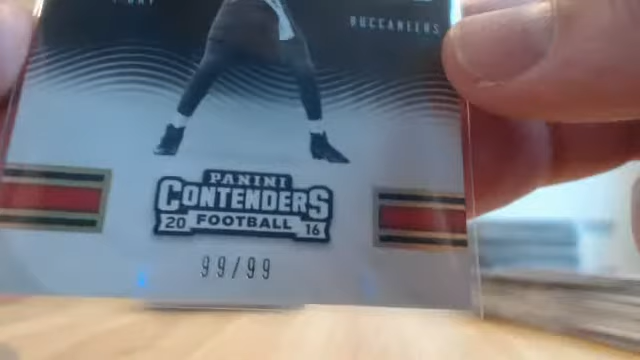 BUCCANEERS
PANINI
CONTENDERS
20 FOOTBALL 16
99/99